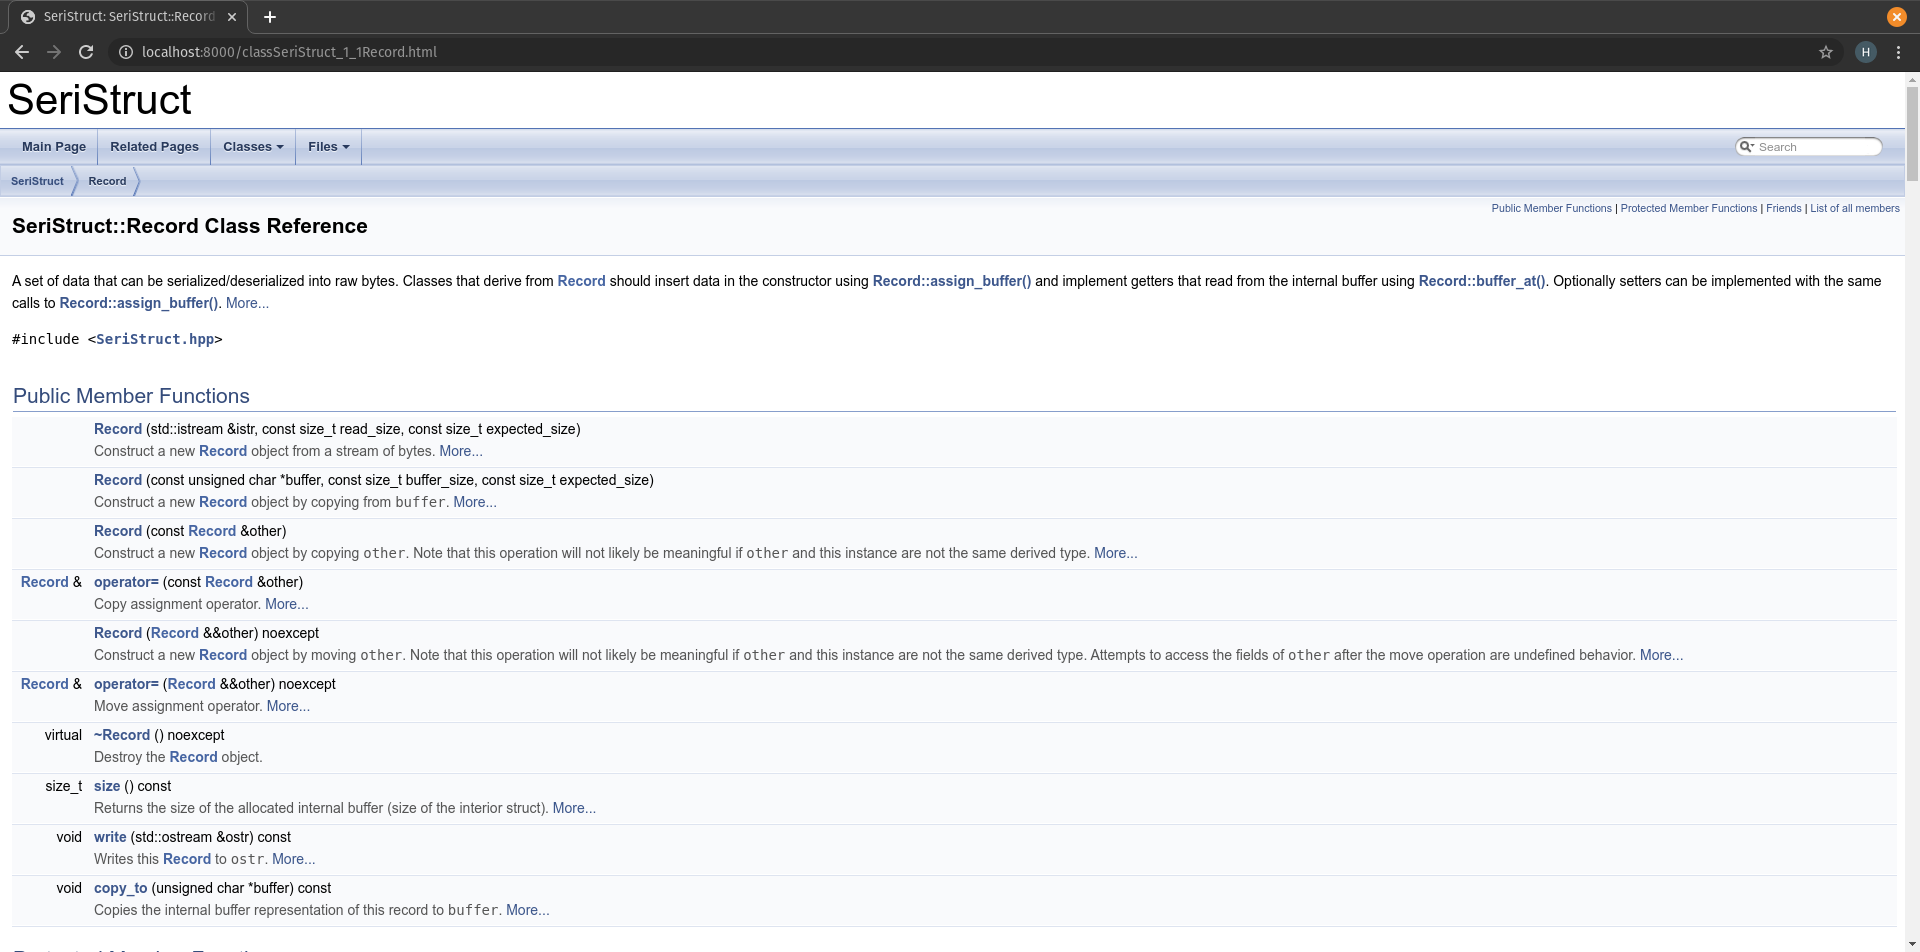 SeriStruct: SeriStruct::Record
localhost:8000/classSeriStruct_1_1Record.html
H
SeriStruct
Main Page Related Pages Classes Files Search
SeriStruct Record
Public Member Functions | Protected Member Functions | Friends | List of all members
SeriStruct::Record Class Reference
A set of data that can be serialized/deserialized into raw bytes. Classes that derive from Record should insert data in the constructor using Record::assign_buffer() and implement getters that read from the internal buffer using Record::buffer_at(). Optionally setters can be implemented with the same
calls to Record::assign_buffer(). More...
#include <SeriStruct.hpp>
Public Member Functions
Record (std::istream &istr, const size_t read_size, const size_t expected_size)
Construct a new Record object from a stream of bytes. More...
Record (const unsigned char *buffer, const size_t buffer_size, const size_t expected_size)
Construct a new Record object by copying from buffer. More...
Record (const Record &other)
Construct a new Record object by copying other. Note that this operation will not likely be meaningful if other and this instance are not the same derived type. More...
Record & operator= (const Record &other)
Copy assignment operator. More...
Record (Record &&other) noexcept
Construct a new Record object by moving other. Note that this operation will not likely be meaningful if other and this instance are not the same derived type. Attempts to access the fields of other after the move operation are undefined behavior. More...
Record & operator= (Record &&other) noexcept
Move assignment operator. More...
virtual ~Record () noexcept
Destroy the Record object.
size_t size () const
Returns the size of the allocated internal buffer (size of the interior struct). More...
void write (std::ostream &ostr) const
Writes this Record to ostr. More...
void copy_to (unsigned char *buffer) const
Copies the internal buffer representation of this record to buffer. More...